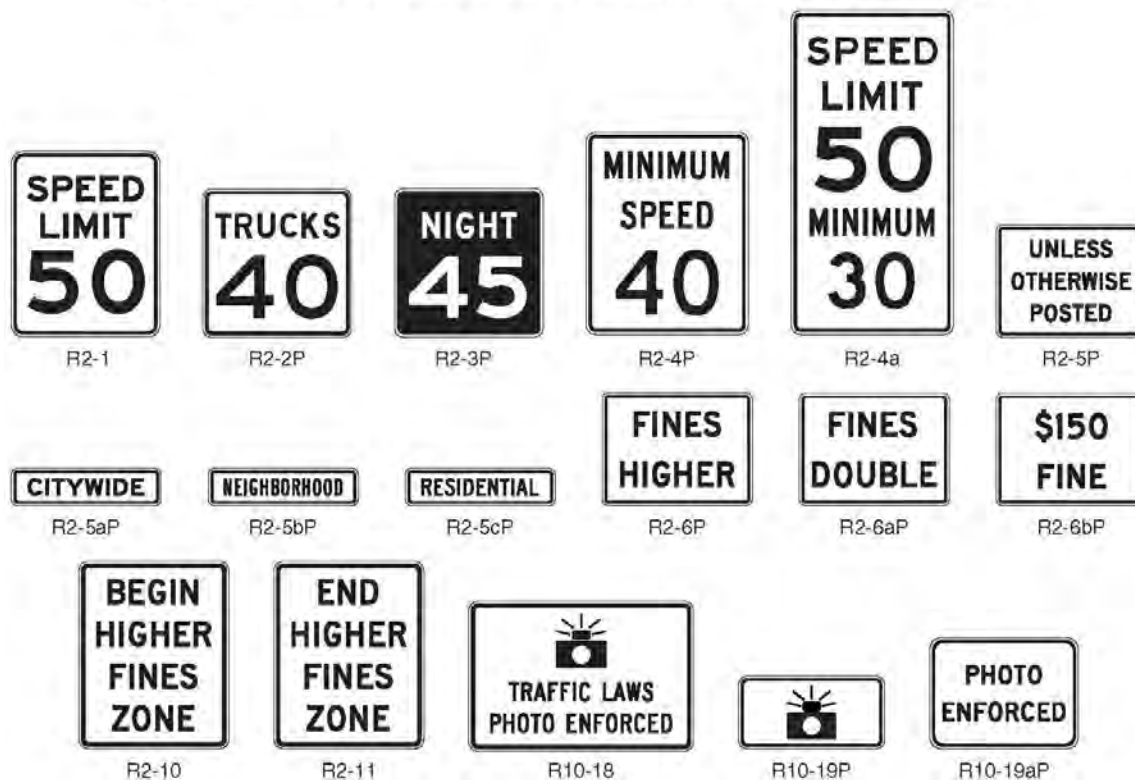 SPEED
LIMIT
50
R2-1
TRUCKS
40
R2-2P
NIGHT
45
R2-3P
MINIMUM
SPEED
40
R2-4P
SPEED
LIMIT
50
MINIMUM
30
R2-4a
UNLESS
OTHERWISE
POSTED
R2-5P
CITYWIDE
R2-5aP
NEIGHBORHOOD
R2-5bP
RESIDENTIAL
R2-5cP
FINES
HIGHER
R2-6P
FINES
DOUBLE
R2-6aP
$150
FINE
R2-6bP
BEGIN
HIGHER
FINES
ZONE
R2-10
END
HIGHER
FINES
ZONE
R2-11
TRAFFIC LAWS
PHOTO ENFORCED
R10-18
R10-19P
PHOTO
ENFORCED
R10-19aP